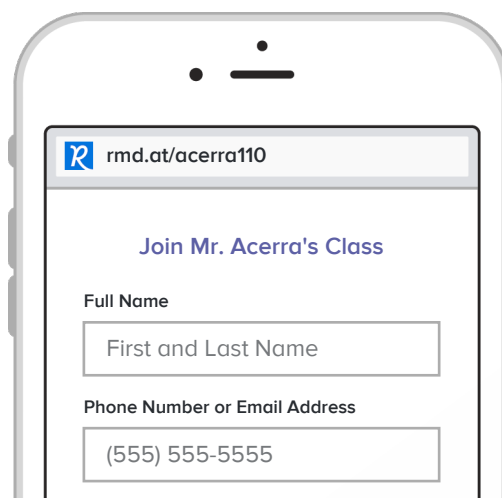 rmd.at/acerra110
Join Mr. Acerra's Class
Full Name
First and Last Name
Phone Number or Email Address
(555) 555-5555